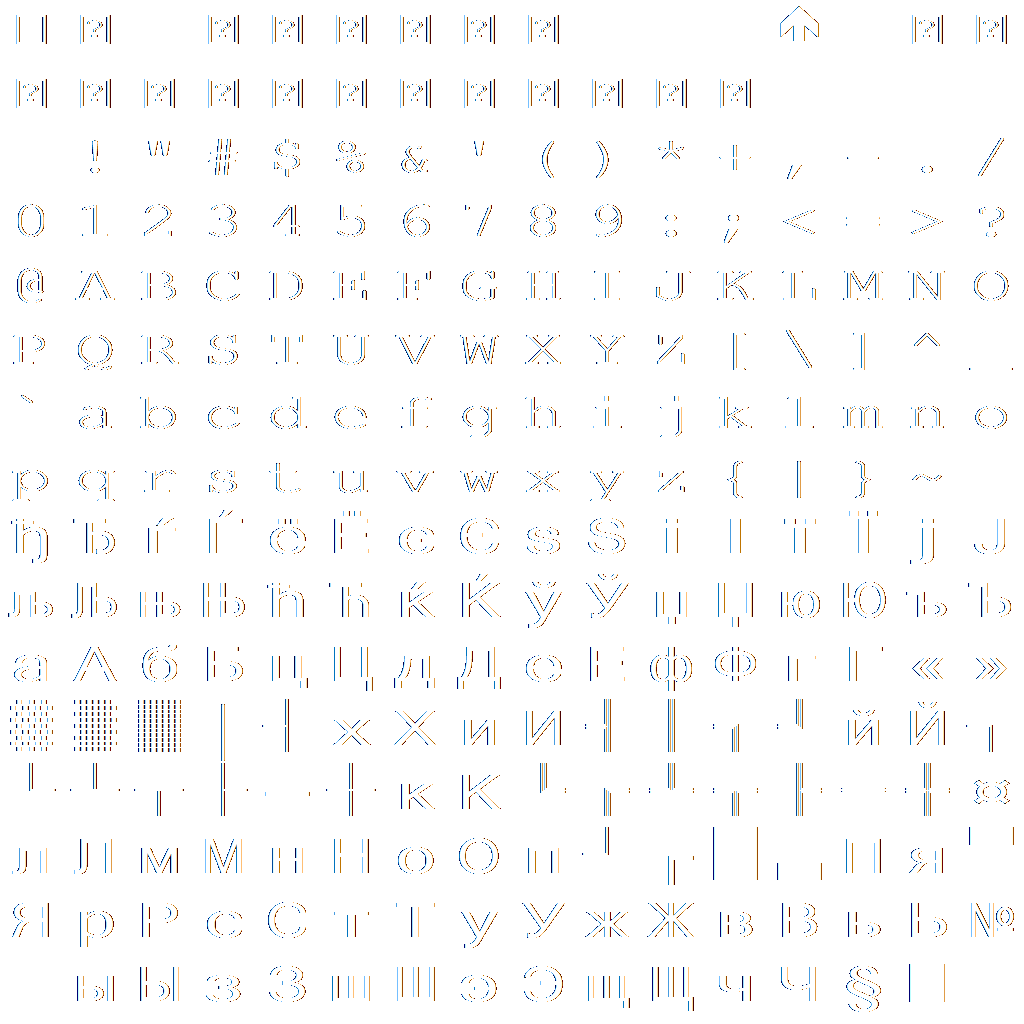 ! " # $ % & ' ( ) * + , - . /
0 1 2 3 4 5 6 7 8 9 : ; < = > ?
@ A B C D E F G H I J K L M N O
P Q R S T U V W X Y Z [ \ ] ^ _
` a b c d e f g h i j k l m n o
p q r s t u v w x y z { | } ~
ђ Ђ ѓ Ѓ ё Ё є Є ѕ Ѕ і І ї Ї ј Ј
љ Љ њ Њ ћ Ћ ќ Ќ ў Ў џ Џ ю Ю ъ Ъ
а А б Б ц Ц д Д е Е ф Ф г Г « »
░ ▒ ▓ │ ┤ х Х и И ╣ ║ ╗ ╝ й Й ┐
└ ┴ ┬ ├ ─ ┼ к К ╚ ╔ ╩ ╦ ╠ ═ ╬ ¤
л Л м М н Н о О п ┘ ┌ █ ▄ П я ▀
Я р Р с С т Т у У ж Ж в В ь Ь №
ы Ы з З ш Ш э Э щ Щ ч Ч § ■